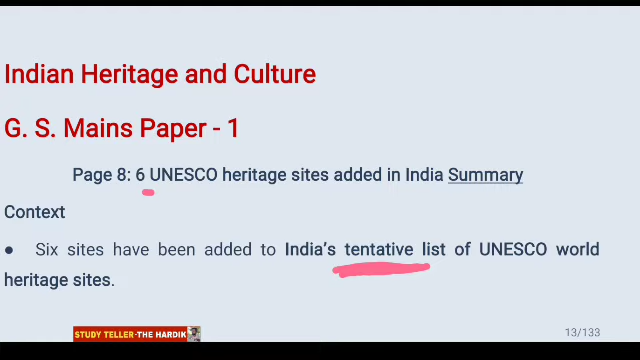 Indian Heritage and Culture
G. S. Mains Paper - 1
Page 8: 6 UNESCO heritage sites added in India Summary
Context
● Six sites have been added to India's tentative list of UNESCO world
heritage sites.
STUDY TELLER-THE HARDIK
13/133